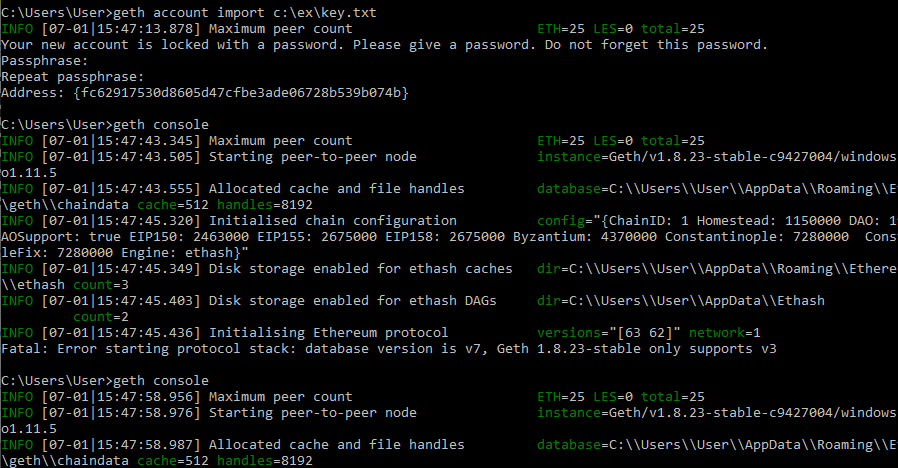 C:\Users\User>geth account import c:\ex\key.txt
INFO [07-01|15:47:13.878] Maximum peer count ETH=25 LES=0 total=25
Your new account is locked with a password. Please give a password. Do not forget this password.
Passphrase:
Repeat passphrase:
Address: {fc62917530d8605d47cfbe3ade06728b539b074b}
C:\Users\User>geth console
INFO [07-01|15:47:43.345] Maximum peer count ETH=25 LES=0 total=25
INFO [07-01|15:47:43.505] Starting peer-to-peer node instance=Geth/v1.8.23-stable-c9427004/windows
o1.11.5
INFO [07-01|15:47:43.555] Allocated cache and file handles database=C:\\Users\\User\\AppData\\Roaming\\Et
\geth\\chaindata cache=512 handles=8192
INFO [07-01|15:47:45.320] Initialised chain configuration config="{ChainID: 1 Homestead: 1150000 DAO: 19
AOSupport: true EIP150: 2463000 EIP155: 2675000 EIP158: 2675000 Byzantium: 4370000 Constantinople: 7280000 Cons
leFix: 7280000 Engine: ethash}"
INFO [07-01|15:47:45.349] Disk storage enabled for ethash caches dir=C:\\Users\\User\\AppData\\Roaming\\Ethere
\\ethash count=3
INFO [07-01|15:47:45.403] Disk storage enabled for ethash DAGs dir=C:\\Users\\User\\AppData\\Ethash
count=2
INFO [07-01|15:47:45.436] Initialising Ethereum protocol versions="[63 62]" network=1
Fatal: Error starting protocol stack: database version is v7, Geth 1.8.23-stable only supports v3
C:\Users\User>geth console
INFO [07-01|15:47:58.956] Maximum peer count ETH=25 LES=0 total=25
INFO [07-01|15:47:58.976] Starting peer-to-peer node instance=Geth/v1.8.23-stable-c9427004/windows
o1.11.5
INFO [07-01|15:47:58.987] Allocated cache and file handles database=C:\\Users\\User\\AppData\\Roaming\\Et
\geth\\chaindata cache=512 handles=8192